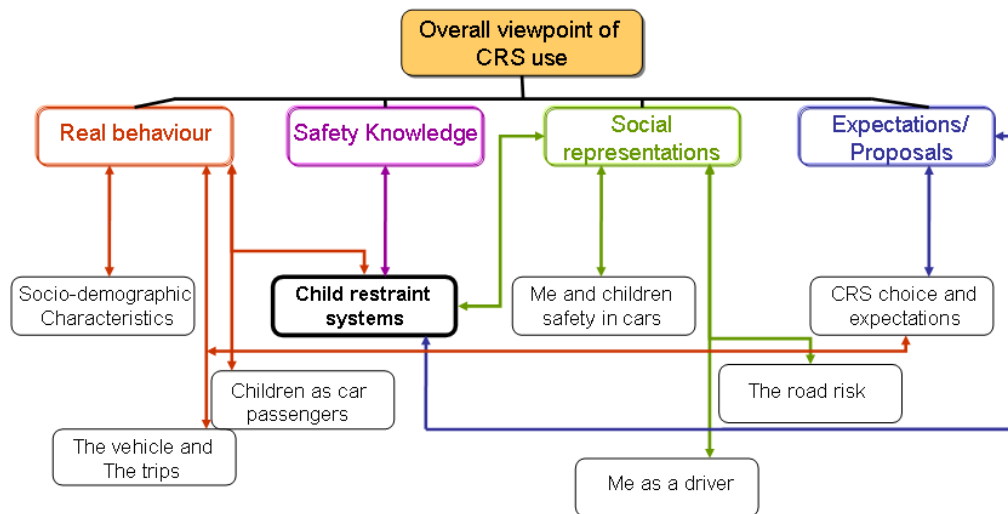 Overall viewpoint of
CRS use
Real behaviour
Safety Knowledge
Social
representations
Expectations/
Proposals
Socio-demographic
Characteristics
Child restraint
systems
Me and children
safety in cars
CRS choice and
expectations
Children as car
passengers
The road risk
The vehicle and
The trips
Me as a driver